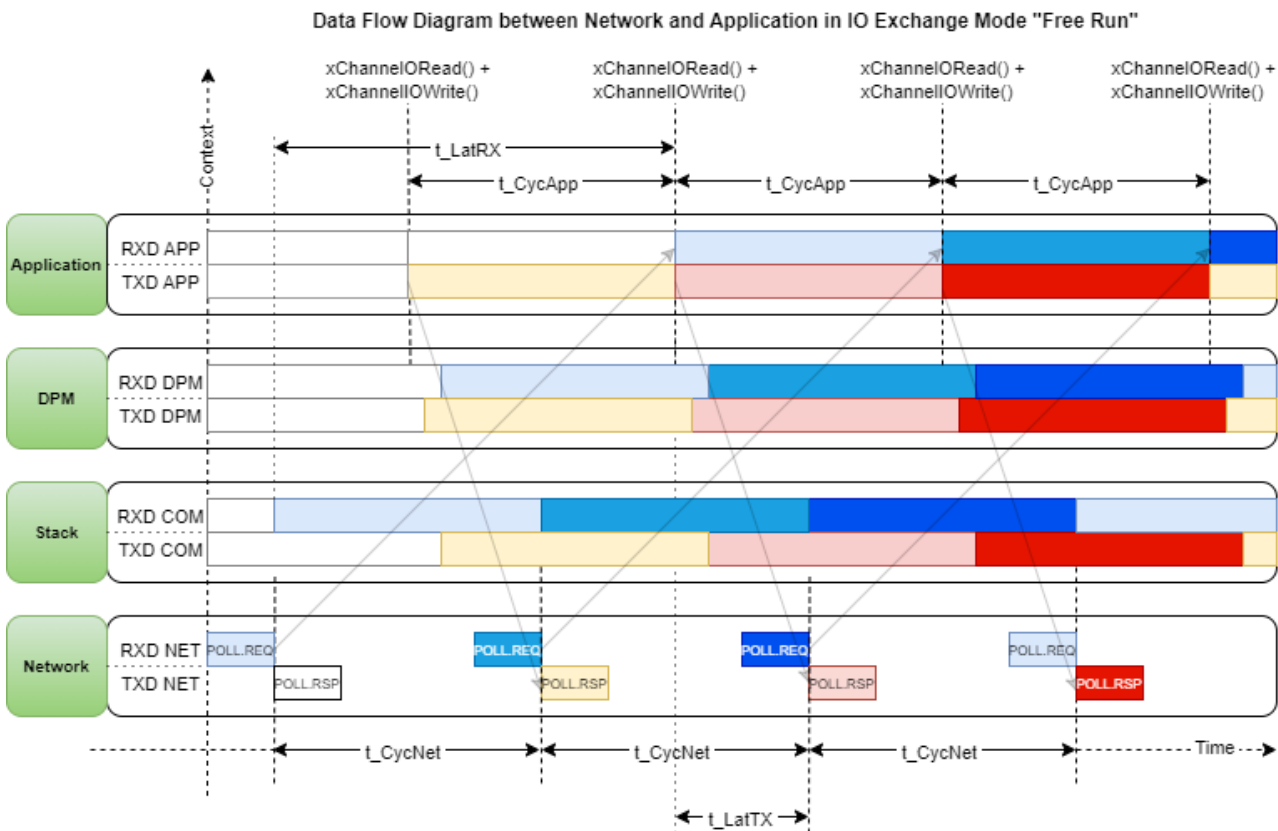 Data Flow Diagram between Network and Application in IO Exchange Mode "Free Run"
xChannelORead() + xChannelORead() + xChannelORead() + xChannelORead() +
xChannelIOWrite() xChannelIOWrite() xChannelIOWrite() xChannelIOWrite()
Context
t_LatRX
t_CycApp t_CycApp t_CycApp
Application
RXD APP
TXD APP
DPM
RXD DPM
TXD DPM
Stack
RXD COM
TXD COM
Network
RXD NET POLL.REQ POLL.REQ POLL.REQ POLL.REQ
TXD NET POLL.RSP POLL.RSP POLL.RSP POLL.RSP
t_CycNet t_CycNet t_CycNet Time
t_LatTX